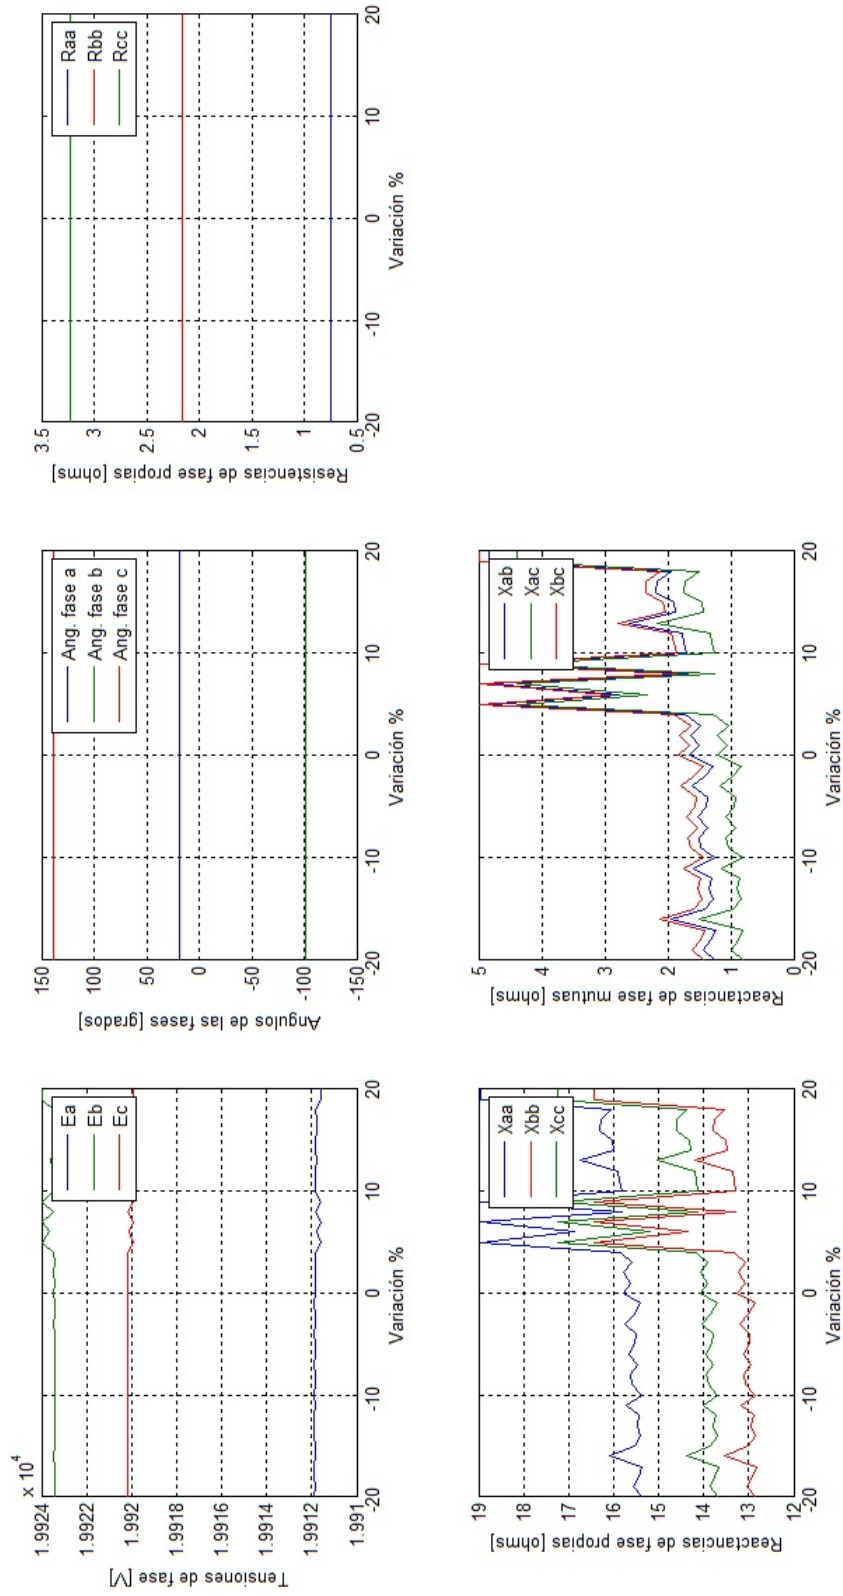 x 10^4
1.9924
1.9922
1.992
1.9918
1.9916
1.9914
1.9912
1.991
-20
-10
0
10
20
Variación %
Tensiones de fase [V]
Ea
Eb
Ec
150
100
50
0
-50
-100
-150
-20
-10
0
10
20
Variación %
Angulos de las fases [grados]
Ang. fase a
Ang. fase b
Ang. fase c
3.5
3
2.5
2
1.5
1
0.5
-20
-10
0
10
20
Variación %
Resistencias de fase propias [ohms]
Raa
Rbb
Rcc
19
18
17
16
15
14
13
12
-20
-10
0
10
20
Variación %
Reactancias de fase propias [ohms]
Xaa
Xbb
Xcc
5
4
3
2
1
0
-20
-10
0
10
20
Variación %
Reactancias de fase mutuas [ohms]
Xab
Xac
Xbc